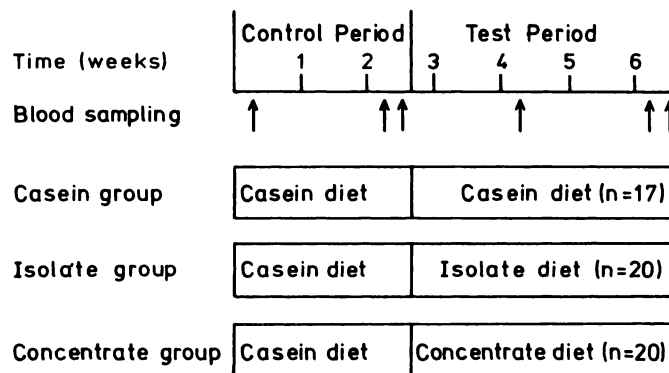 Control Period Test Period
Time (weeks) 1 2 3 4 5 6
Blood sampling
Casein group Casein diet Casein diet (n=17)
Isolate group Casein diet Isolate diet (n=20)
Concentrate group Casein diet Concentrate diet (n=20)